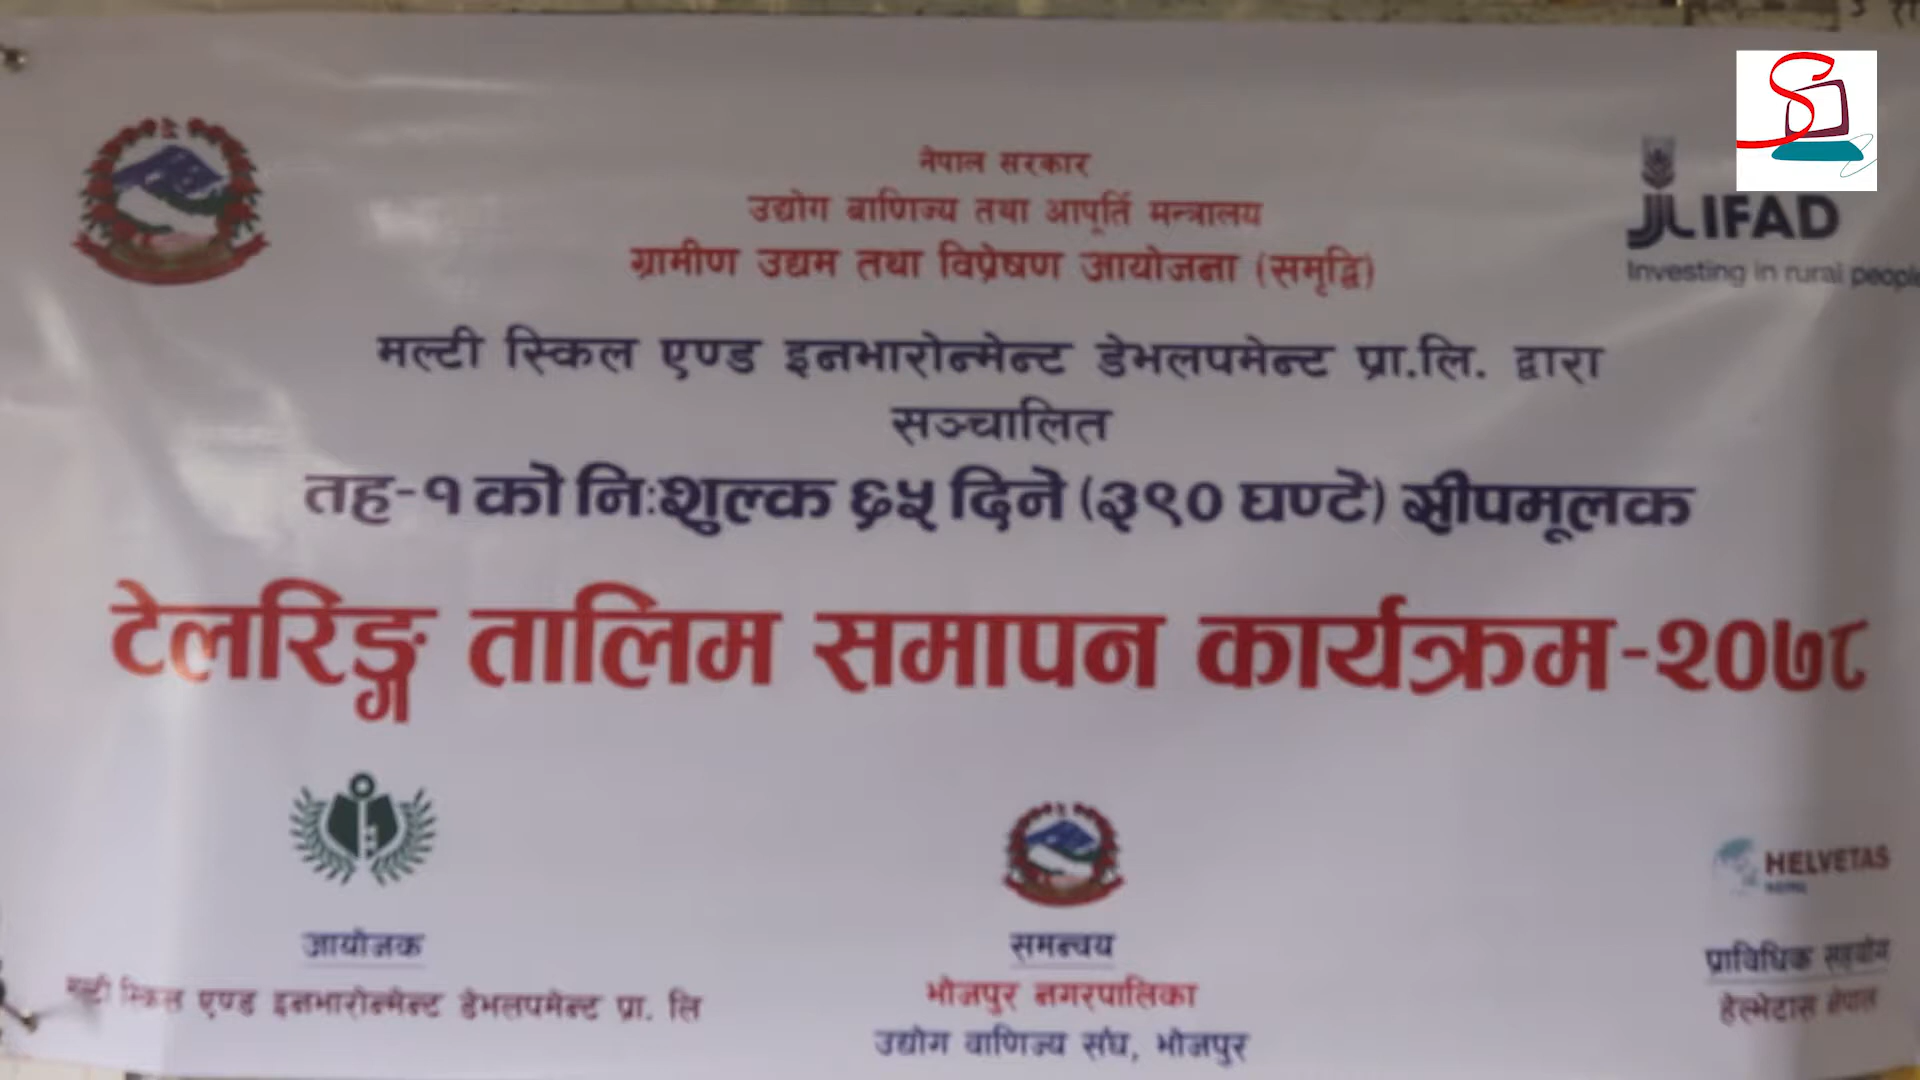 नेपाल सरकार
उद्योग बाणिज्य तथा आपूर्ति मन्त्रालय
ग्रामीण उद्यम तथा विप्रेषण आयोजना (समृद्धि)
JLIFAD
Investing in rural people
मल्टी स्किल एण्ड इनभारोन्मेन्ट डेभलपमेन्ट प्रा.लि. द्वारा
सञ्चालित
तह-१ को निःशुल्क ६५ दिने (३९० घण्टे) सीपमूलक
टेलरिङ्ग तालिम समापन कार्यक्रम-२०७८
आयोजक
मल्टी स्किल एण्ड इनभारोन्मेन्ट डेभलपमेन्ट प्रा. लि
समन्वय
भोजपुर नगरपालिका
उद्योग वाणिज्य संघ, भोजपुर
HELVETAS
NEPAL
प्राविधिक सहयोग
हेल्भेटास नेपाल